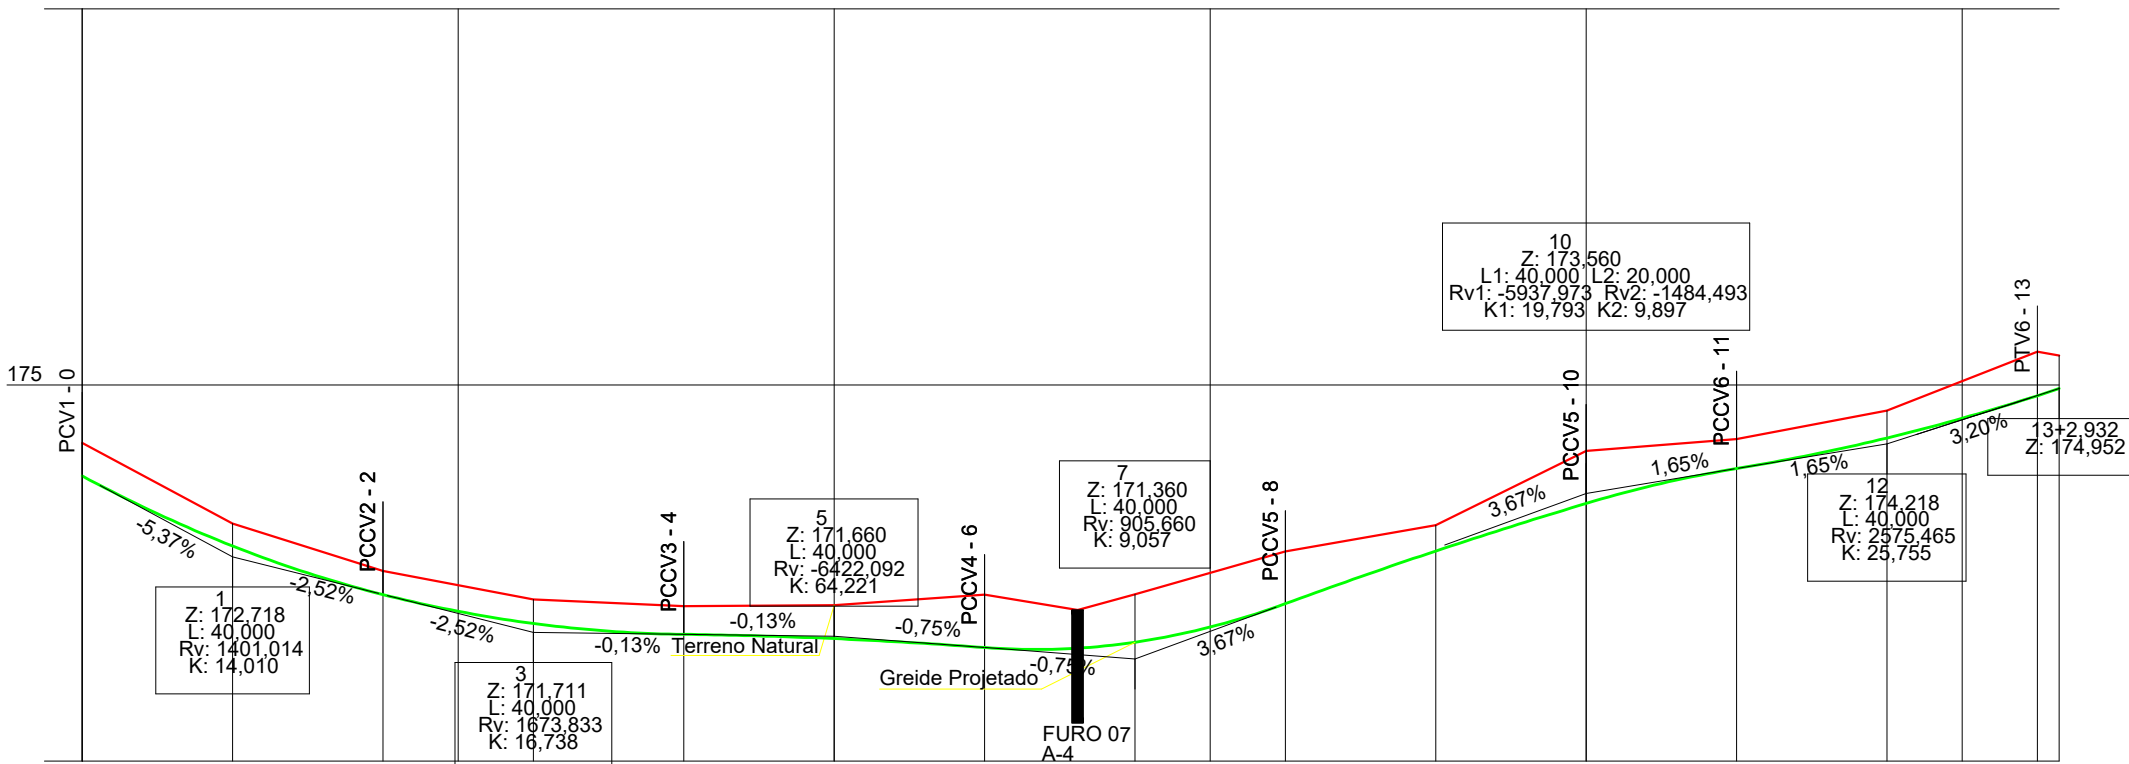 10
Z: 173,560
L1: 40,000 L2: 20,000
Rv1: -5937,973 Rv2: -1484,493
K1: 19,793 K2: 9,897
175
PCV1 - 0
PCCV2 - 2
PCCV3 - 4
PCCV4 - 6
PCCV5 - 8
PCCV5 - 10
PCCV6 - 11
PTV6 - 13
-5,37%
-2,52%
-2,52%
-0,13%
-0,13%
-0,75%
-0,75%
3,67%
3,67%
1,65%
1,65%
3,20%
1
Z: 172,718
L: 40,000
Rv: 1401,014
K: 14,010
3
Z: 171,711
L: 40,000
Rv: 1673,833
K: 16,738
5
Z: 171,660
L: 40,000
Rv: -6422,092
K: 64,221
7
Z: 171,360
L: 40,000
Rv: 905,660
K: 9,057
12
Z: 174,218
L: 40,000
Rv: 2575,465
K: 25,755
13+2,932
Z: 174,952
Terreno Natural
Greide Projetado
FURO 07
A-4